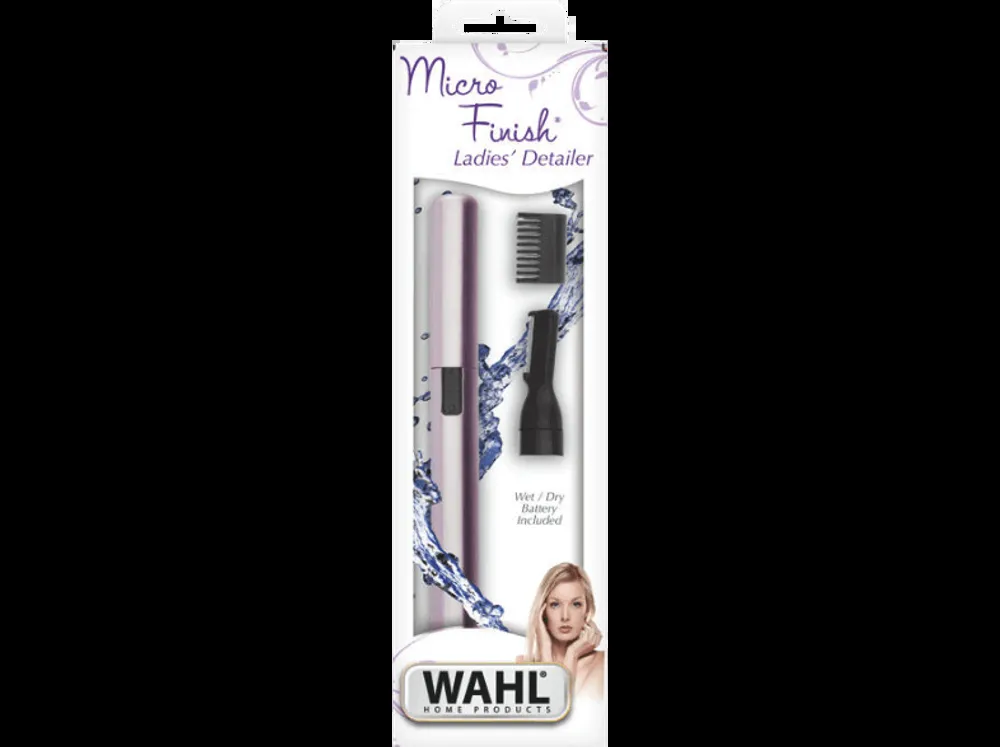 Micro
Finish®
Ladies' Detailer
Wet / Dry
Battery
Included
WAHL®
HOME PRODUCTS